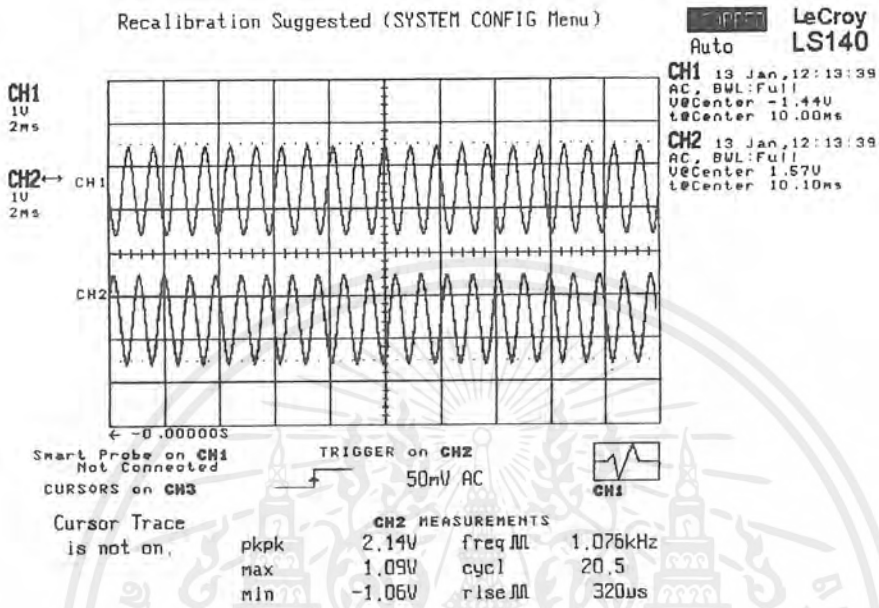 Recalibration Suggested (SYSTEM CONFIG Menu)
Auto
LeCroy
LS140
CH1
1V
2ms
CH2↔
1V
2ms
CH1
CH2
CH1 13 Jan,12:13:39
AC, BWL:Full
V@Center -1.44V
t@Center 10.00ms
CH2 13 Jan,12:13:39
AC, BWL:Full
V@Center 1.57V
t@Center 10.10ms
← -0.00000S
Smart Probe on CH1
Not Connected
CURSORS on CH3
TRIGGER on CH2
50mV AC
CH1
Cursor Trace
is not on.
CH2 MEASUREMENTS
pkpk 2.14V freq 1.076kHz
max 1.09V cycl 20.5
min -1.06V rise 320us